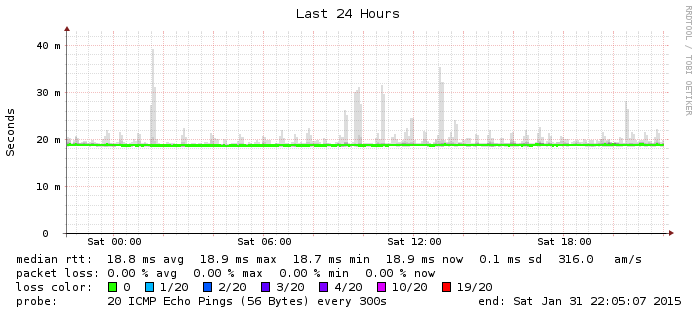 Last 24 Hours
RRDTOOL / TOBI OETIKER
Seconds
40 m
30 m
20 m
10 m
0
Sat 00:00 Sat 06:00 Sat 12:00 Sat 18:00
median rtt: 18.8 ms avg 18.9 ms max 18.7 ms min 18.9 ms now 0.1 ms sd 316.0 am/s
packet loss: 0.00 % avg 0.00 % max 0.00 % min 0.00 % now
loss color: 0 1/20 2/20 3/20 4/20 10/20 19/20
probe: 20 ICMP Echo Pings (56 Bytes) every 300s end: Sat Jan 31 22:05:07 2015